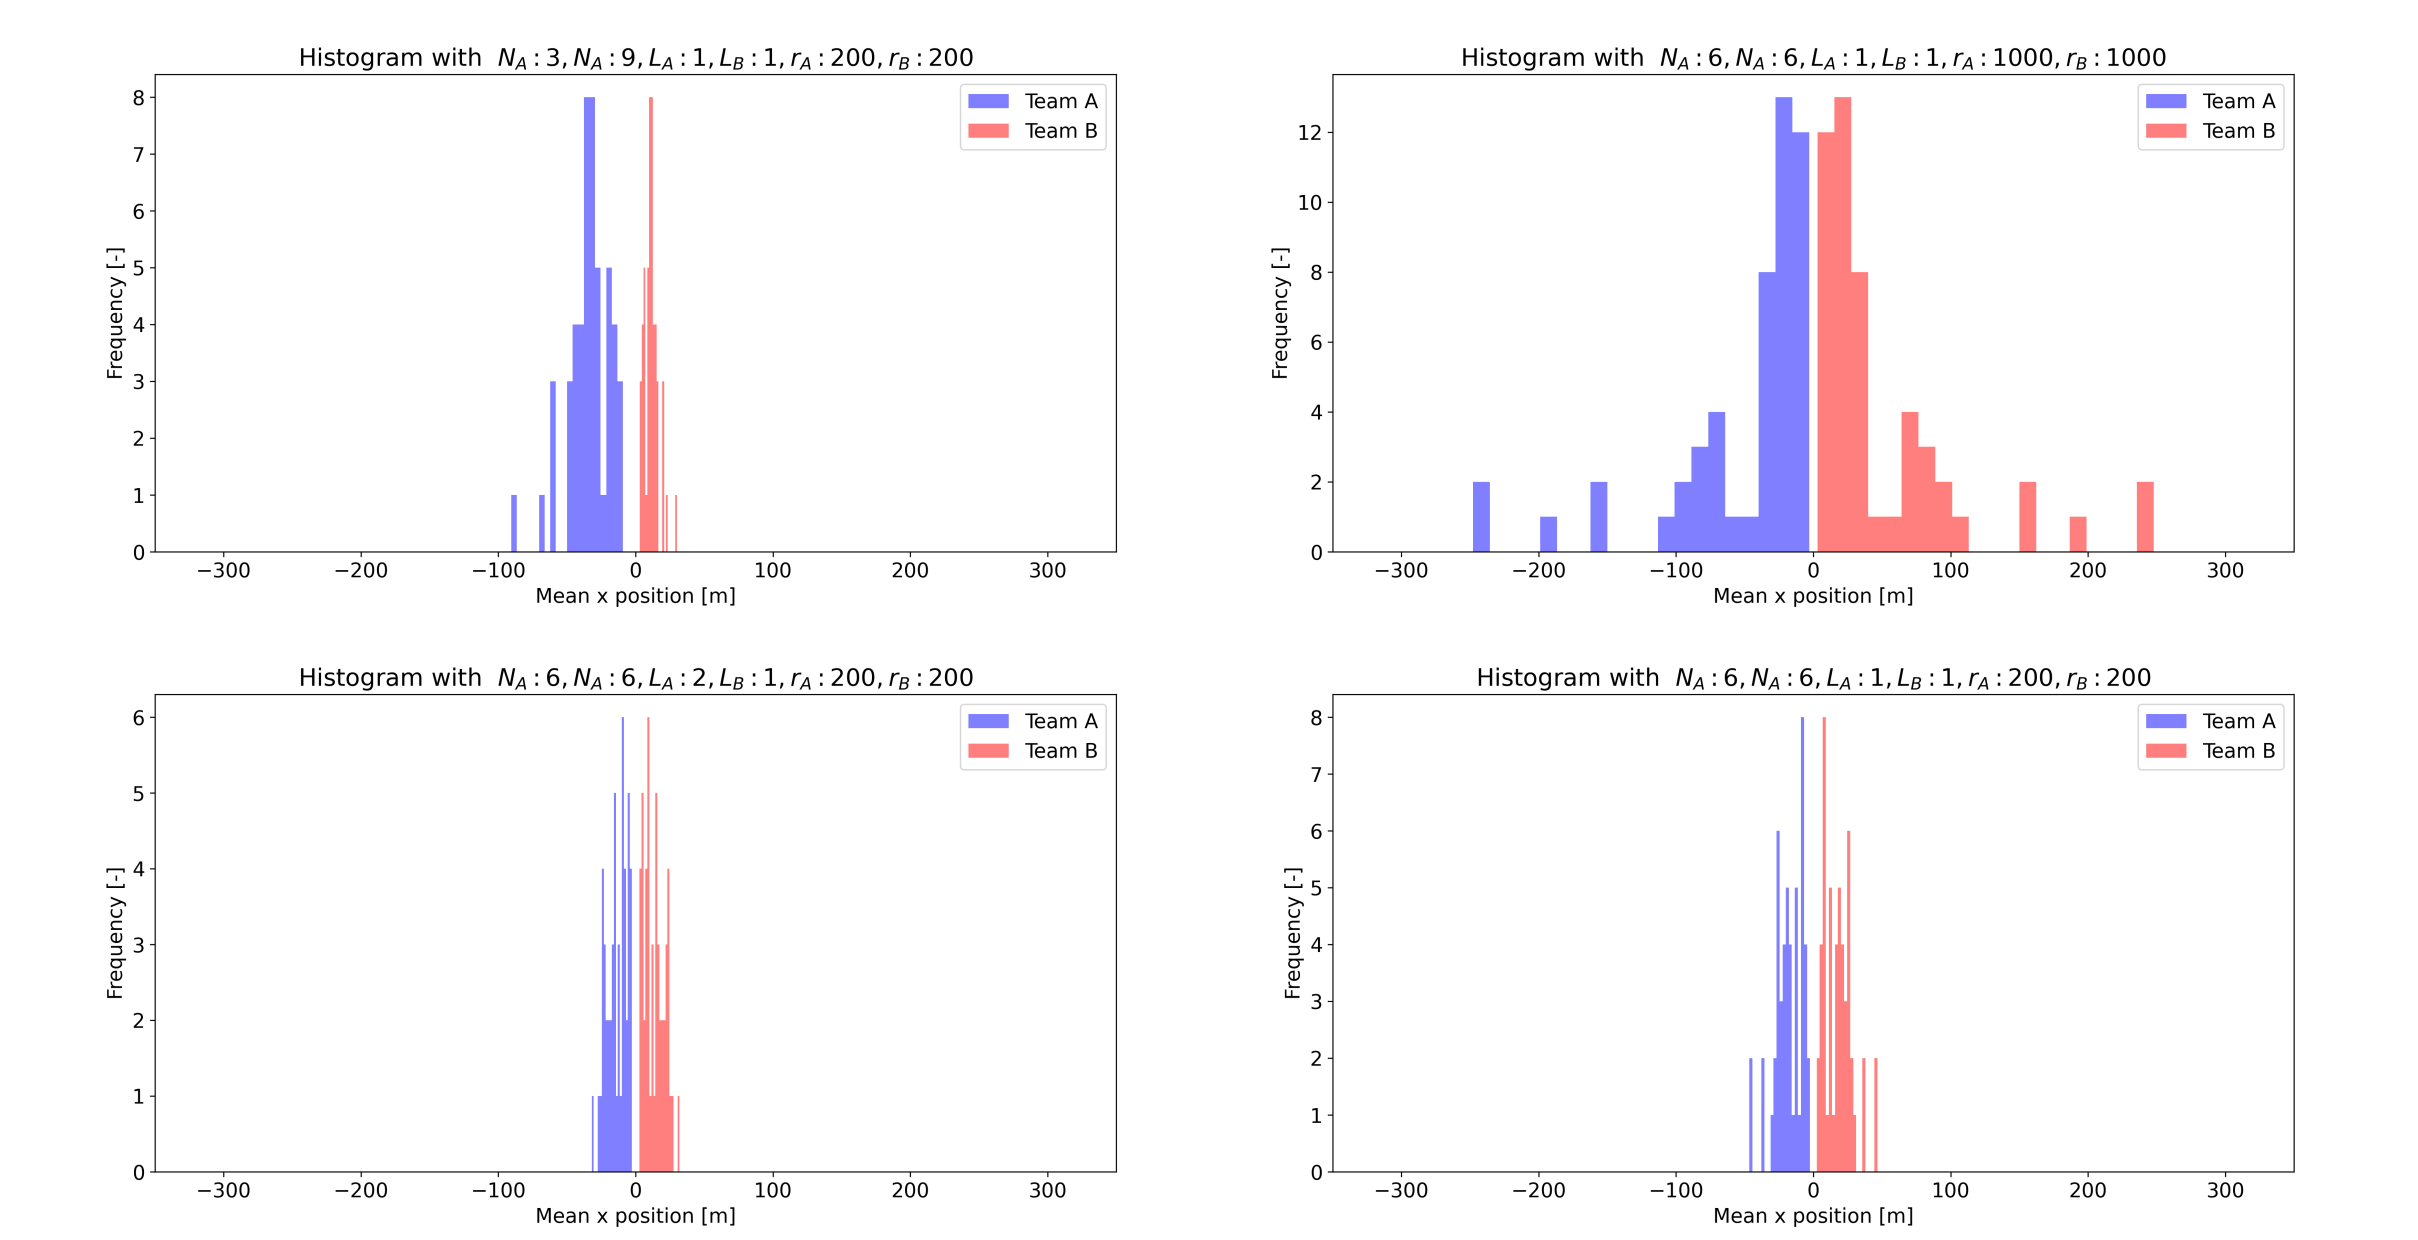 Histogram with N_A : 3, N_A : 9, L_A : 1, L_B : 1, r_A : 200, r_B : 200
Team A
Team B
Frequency [-]
8
7
6
5
4
3
2
1
0
−300 −200 −100 0 100 200 300
Mean x position [m]
Histogram with N_A : 6, N_A : 6, L_A : 1, L_B : 1, r_A : 1000, r_B : 1000
Team A
Team B
Frequency [-]
12
10
8
6
4
2
0
−300 −200 −100 0 100 200 300
Mean x position [m]
Histogram with N_A : 6, N_A : 6, L_A : 2, L_B : 1, r_A : 200, r_B : 200
Team A
Team B
Frequency [-]
6
5
4
3
2
1
0
−300 −200 −100 0 100 200 300
Mean x position [m]
Histogram with N_A : 6, N_A : 6, L_A : 1, L_B : 1, r_A : 200, r_B : 200
Team A
Team B
Frequency [-]
8
7
6
5
4
3
2
1
0
−300 −200 −100 0 100 200 300
Mean x position [m]